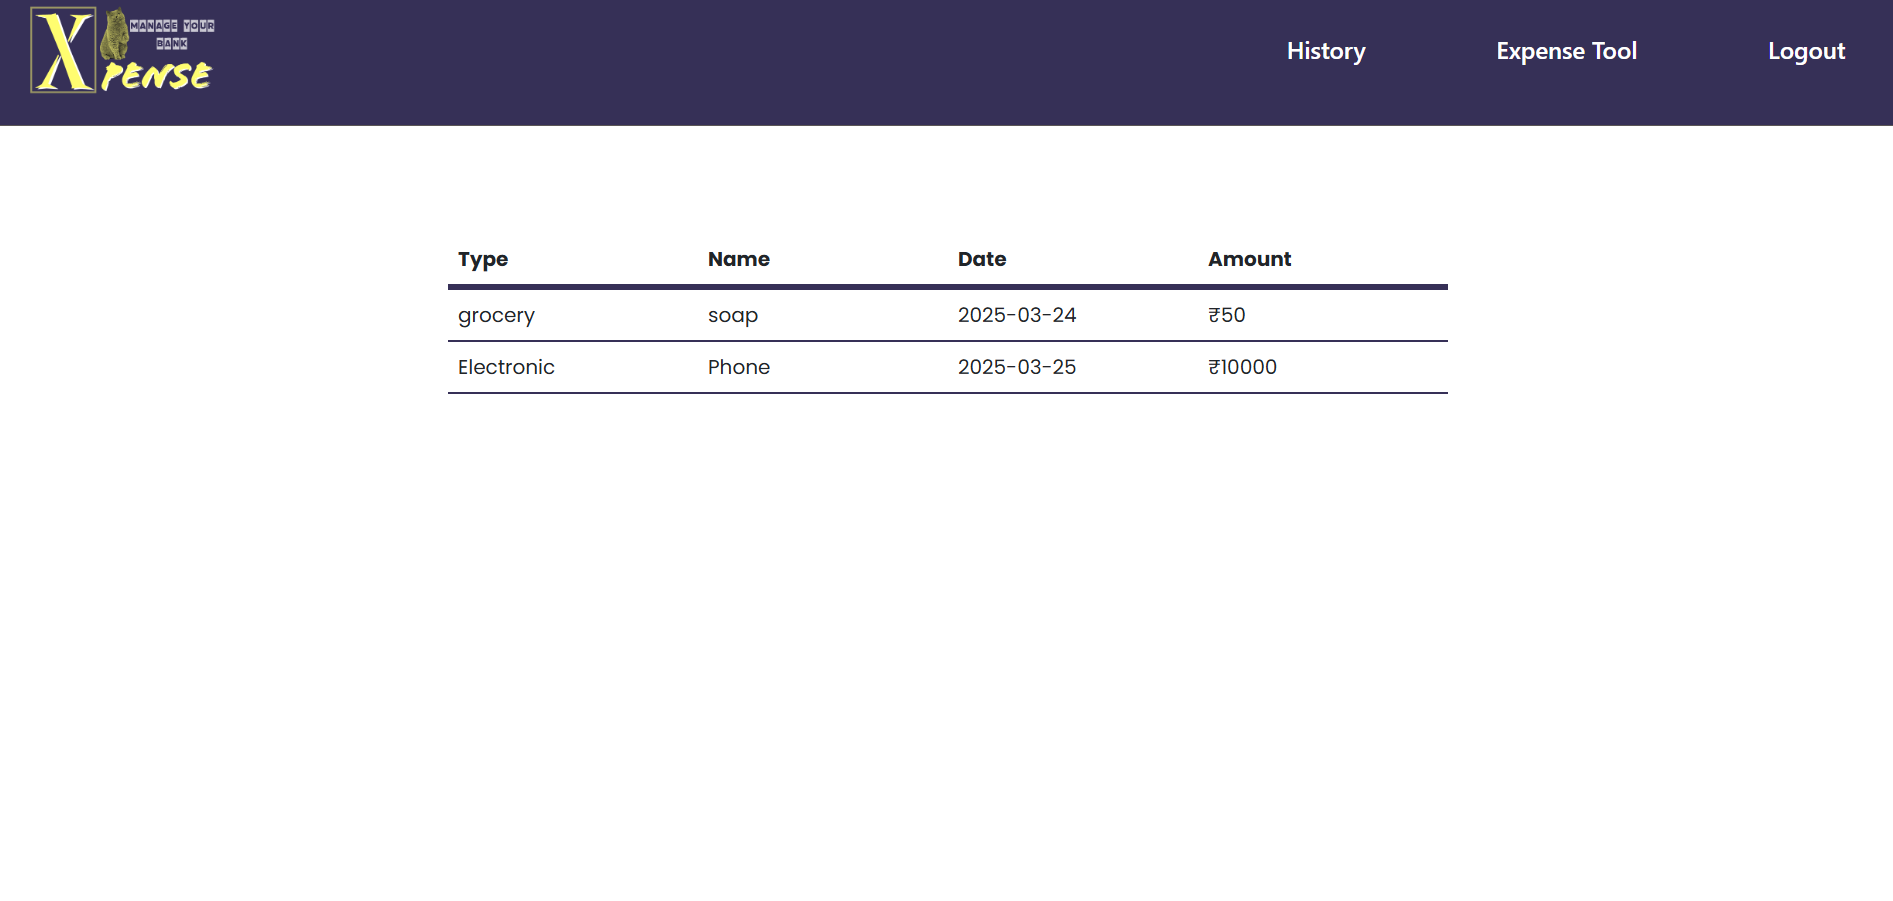 X PENSE
MANAGE YOUR
BANK
History Expense Tool Logout
Type Name Date Amount
grocery soap 2025-03-24 ₹50
Electronic Phone 2025-03-25 ₹10000